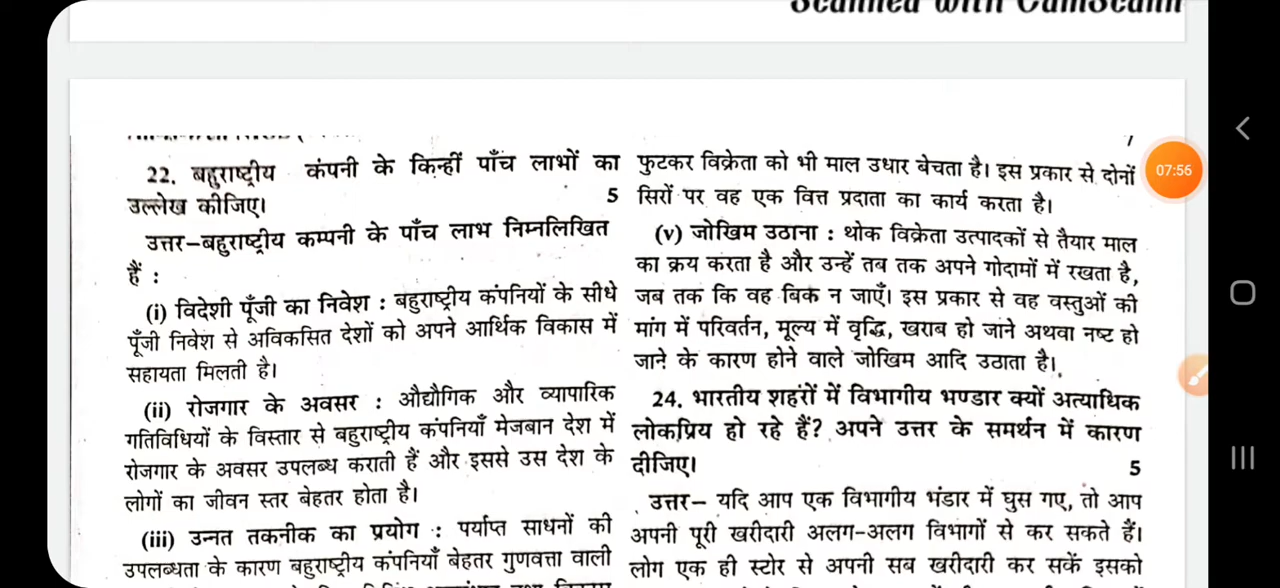 Scanned with CamScann
22. बहुराष्ट्रीय कंपनी के किन्हीं पाँच लाभों का
उल्लेख कीजिए। 5
उत्तर–बहुराष्ट्रीय कम्पनी के पाँच लाभ निम्नलिखित
हैं :
(i) विदेशी पूँजी का निवेश : बहुराष्ट्रीय कंपनियों के सीधे
पूँजी निवेश से अविकसित देशों को अपने आर्थिक विकास में
सहायता मिलती है।
(ii) रोजगार के अवसर : औद्योगिक और व्यापारिक
गतिविधियों के विस्तार से बहुराष्ट्रीय कंपनियाँ मेजबान देश में
रोजगार के अवसर उपलब्ध कराती हैं और इससे उस देश के
लोगों का जीवन स्तर बेहतर होता है।
(iii) उन्नत तकनीक का प्रयोग : पर्याप्त साधनों की
उपलब्धता के कारण बहुराष्ट्रीय कंपनियाँ बेहतर गुणवत्ता वाली
फुटकर विक्रेता को भी माल उधार बेचता है। इस प्रकार से दोनों
सिरों पर वह एक वित्त प्रदाता का कार्य करता है।
(v) जोखिम उठाना : थोक विक्रेता उत्पादकों से तैयार माल
का क्रय करता है और उन्हें तब तक अपने गोदामों में रखता है,
जब तक कि वह बिक न जाएँ। इस प्रकार से वह वस्तुओं की
मांग में परिवर्तन, मूल्य में वृद्धि, खराब हो जाने अथवा नष्ट हो
जाने के कारण होने वाले जोखिम आदि उठाता है।
24. भारतीय शहरों में विभागीय भण्डार क्यों अत्याधिक
लोकप्रिय हो रहे हैं? अपने उत्तर के समर्थन में कारण
दीजिए। 5
उत्तर– यदि आप एक विभागीय भंडार में घुस गए, तो आप
अपनी पूरी खरीदारी अलग-अलग विभागों से कर सकते हैं।
लोग एक ही स्टोर से अपनी सब खरीदारी कर सकें इसको
07:56